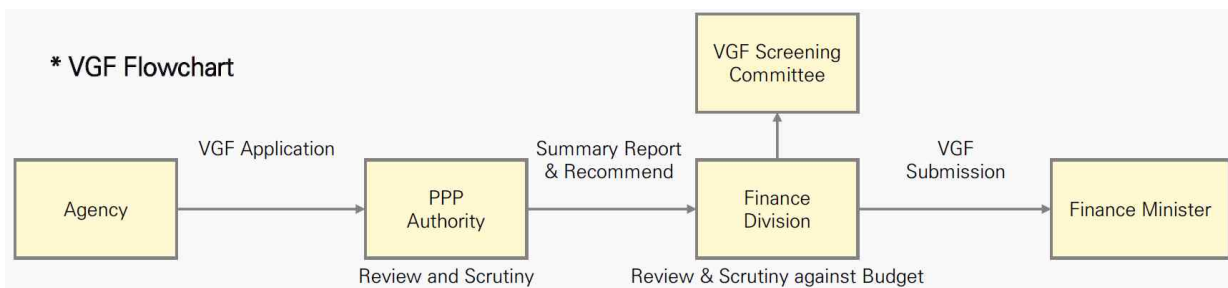 * VGF Flowchart
VGF Screening
Committee
VGF Application
Summary Report
& Recommend
VGF
Submission
Agency
PPP
Authority
Finance
Division
Finance Minister
Review and Scrutiny
Review & Scrutiny against Budget